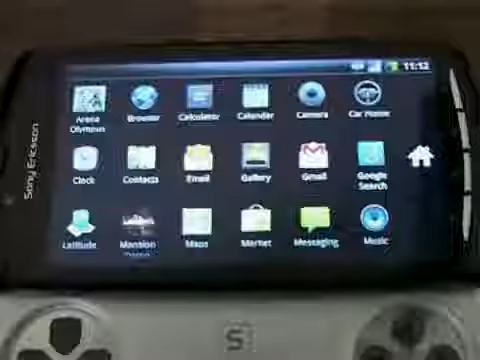 11:12
Arena
Olympus
Browser
Calculator
Calendar
Camera
Car Home
Clock
Contacts
Email
Gallery
Gmail
Google
Search
Latitude
Mansion
Maps
Market
Messaging
Music
Sony Ericsson